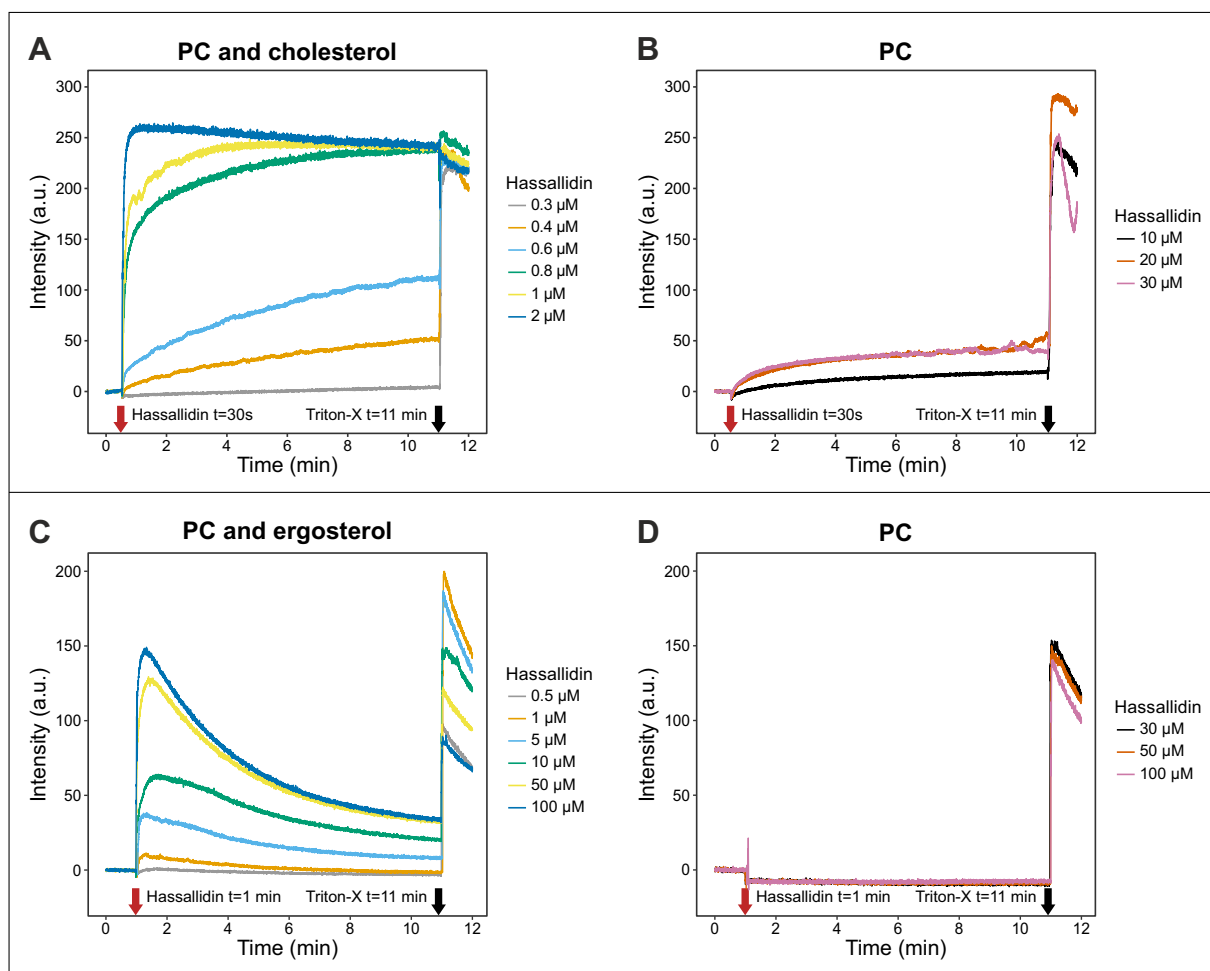 A
PC and cholesterol
Intensity (a.u.)
300
250
200
150
100
50
0
Hassallidin t=30s
Triton-X t=11 min
0 2 4 6 8 10 12
Time (min)
Hassallidin
0.3 µM
0.4 µM
0.6 µM
0.8 µM
1 µM
2 µM
B
PC
Intensity (a.u.)
300
250
200
150
100
50
0
Hassallidin t=30s
Triton-X t=11 min
0 2 4 6 8 10 12
Time (min)
Hassallidin
10 µM
20 µM
30 µM
C
PC and ergosterol
Intensity (a.u.)
200
150
100
50
0
Hassallidin t=1 min
Triton-X t=11 min
0 2 4 6 8 10 12
Time (min)
Hassallidin
0.5 µM
1 µM
5 µM
10 µM
50 µM
100 µM
D
PC
Intensity (a.u.)
200
150
100
50
0
Hassallidin t=1 min
Triton-X t=11 min
0 2 4 6 8 10 12
Time (min)
Hassallidin
30 µM
50 µM
100 µM